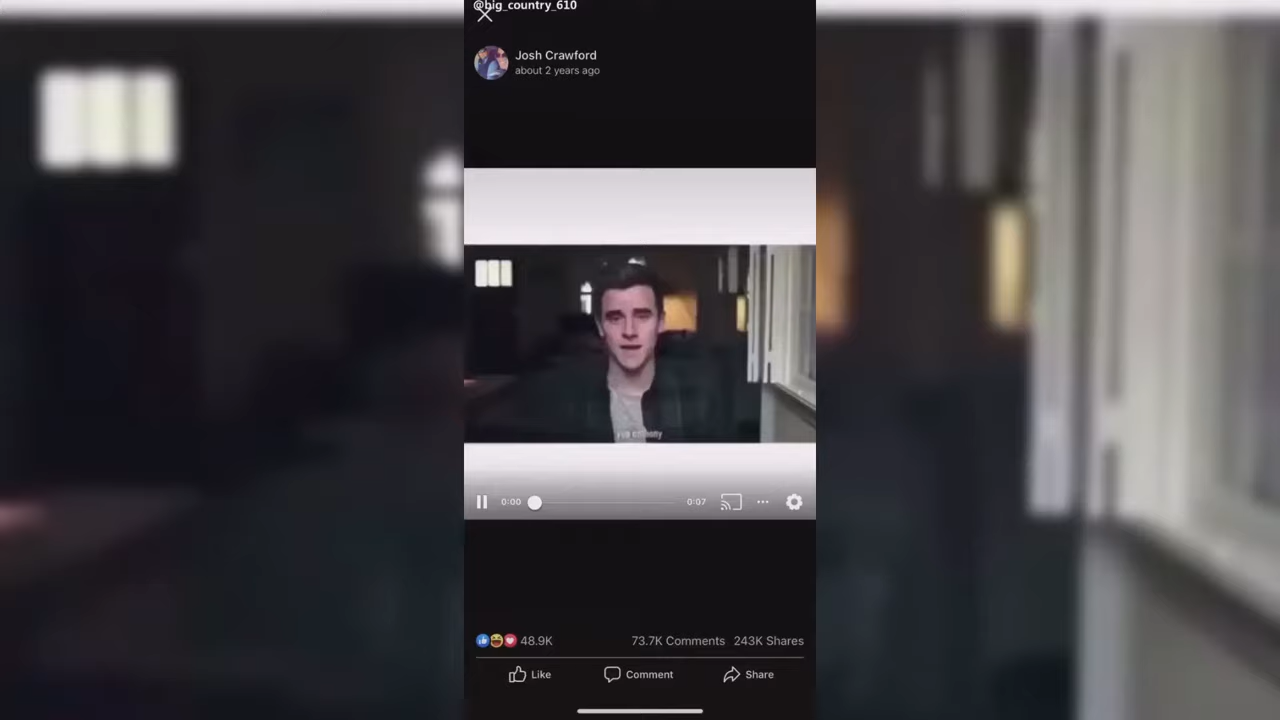 @big_country_610
Josh Crawford
about 2 years ago
0:00
0:07
48.9K
73.7K Comments 243K Shares
Like Comment Share